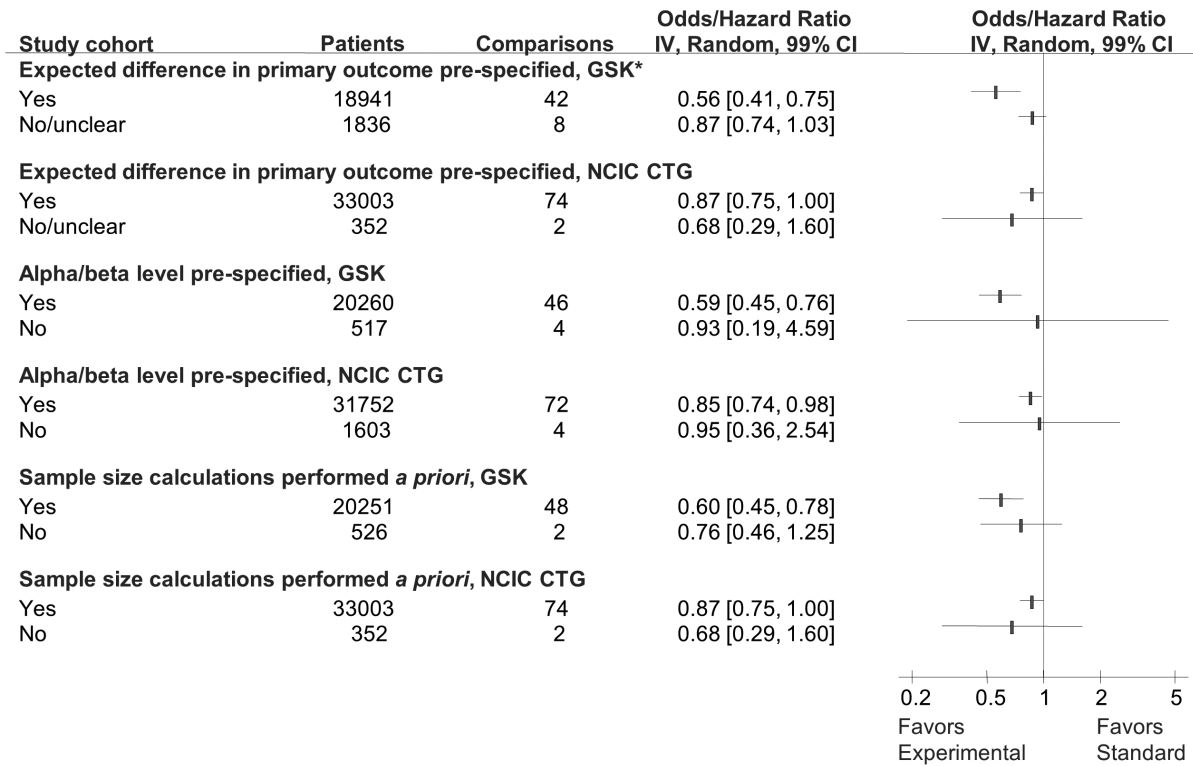 Odds/Hazard Ratio Odds/Hazard Ratio
Study cohort Patients Comparisons IV, Random, 99% CI IV, Random, 99% CI
Expected difference in primary outcome pre-specified, GSK*
Yes 18941 42 0.56 [0.41, 0.75]
No/unclear 1836 8 0.87 [0.74, 1.03]
Expected difference in primary outcome pre-specified, NCIC CTG
Yes 33003 74 0.87 [0.75, 1.00]
No/unclear 352 2 0.68 [0.29, 1.60]
Alpha/beta level pre-specified, GSK
Yes 20260 46 0.59 [0.45, 0.76]
No 517 4 0.93 [0.19, 4.59]
Alpha/beta level pre-specified, NCIC CTG
Yes 31752 72 0.85 [0.74, 0.98]
No 1603 4 0.95 [0.36, 2.54]
Sample size calculations performed a priori, GSK
Yes 20251 48 0.60 [0.45, 0.78]
No 526 2 0.76 [0.46, 1.25]
Sample size calculations performed a priori, NCIC CTG
Yes 33003 74 0.87 [0.75, 1.00]
No 352 2 0.68 [0.29, 1.60]
0.2 0.5 1 2 5
Favors Favors
Experimental Standard